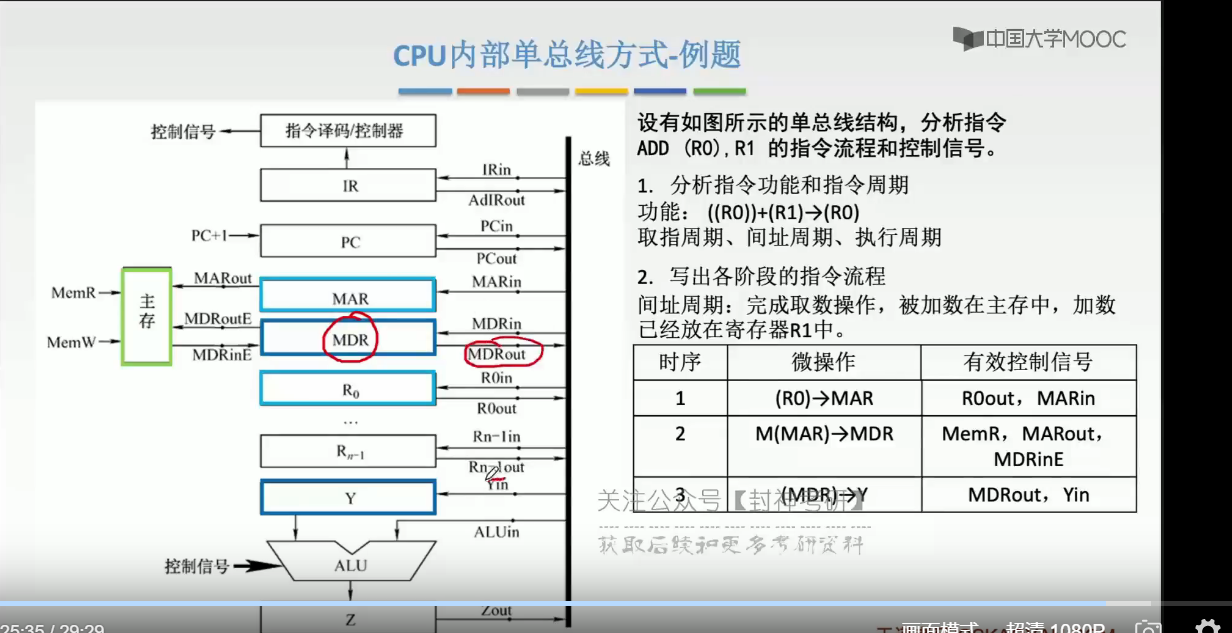 中国大学MOOC
CPU内部单总线方式-例题
控制信号
指令译码/控制器
总线
IRin
IR
AdIRout
PC+1
PC
PCin
PCout
MemR
MemW
主
存
MARout
MAR
MARin
MDRoutE
MDR
MDRin
MDRinE
MDRout
R0in
R₀
R0out
…
Rn-1in
Rₙ₋₁
Rn-1out
Yin
Y
ALUin
控制信号
ALU
Z
Zout
设有如图所示的单总线结构，分析指令
ADD (R0),R1 的指令流程和控制信号。
1. 分析指令功能和指令周期
功能： ((R0))+(R1)→(R0)
取指周期、间址周期、执行周期
2. 写出各阶段的指令流程
间址周期：完成取数操作，被加数在主存中，加数
已经放在寄存器R1中。
时序 微操作 有效控制信号
1 (R0)→MAR R0out，MARin
2 M(MAR)→MDR MemR，MARout，
MDRinE
3 (MDR)→Y MDRout，Yin
关注公众号【封神考研】
获取后续和更多考研资料
25:35 / 29:29
画面模式 超清 1080P